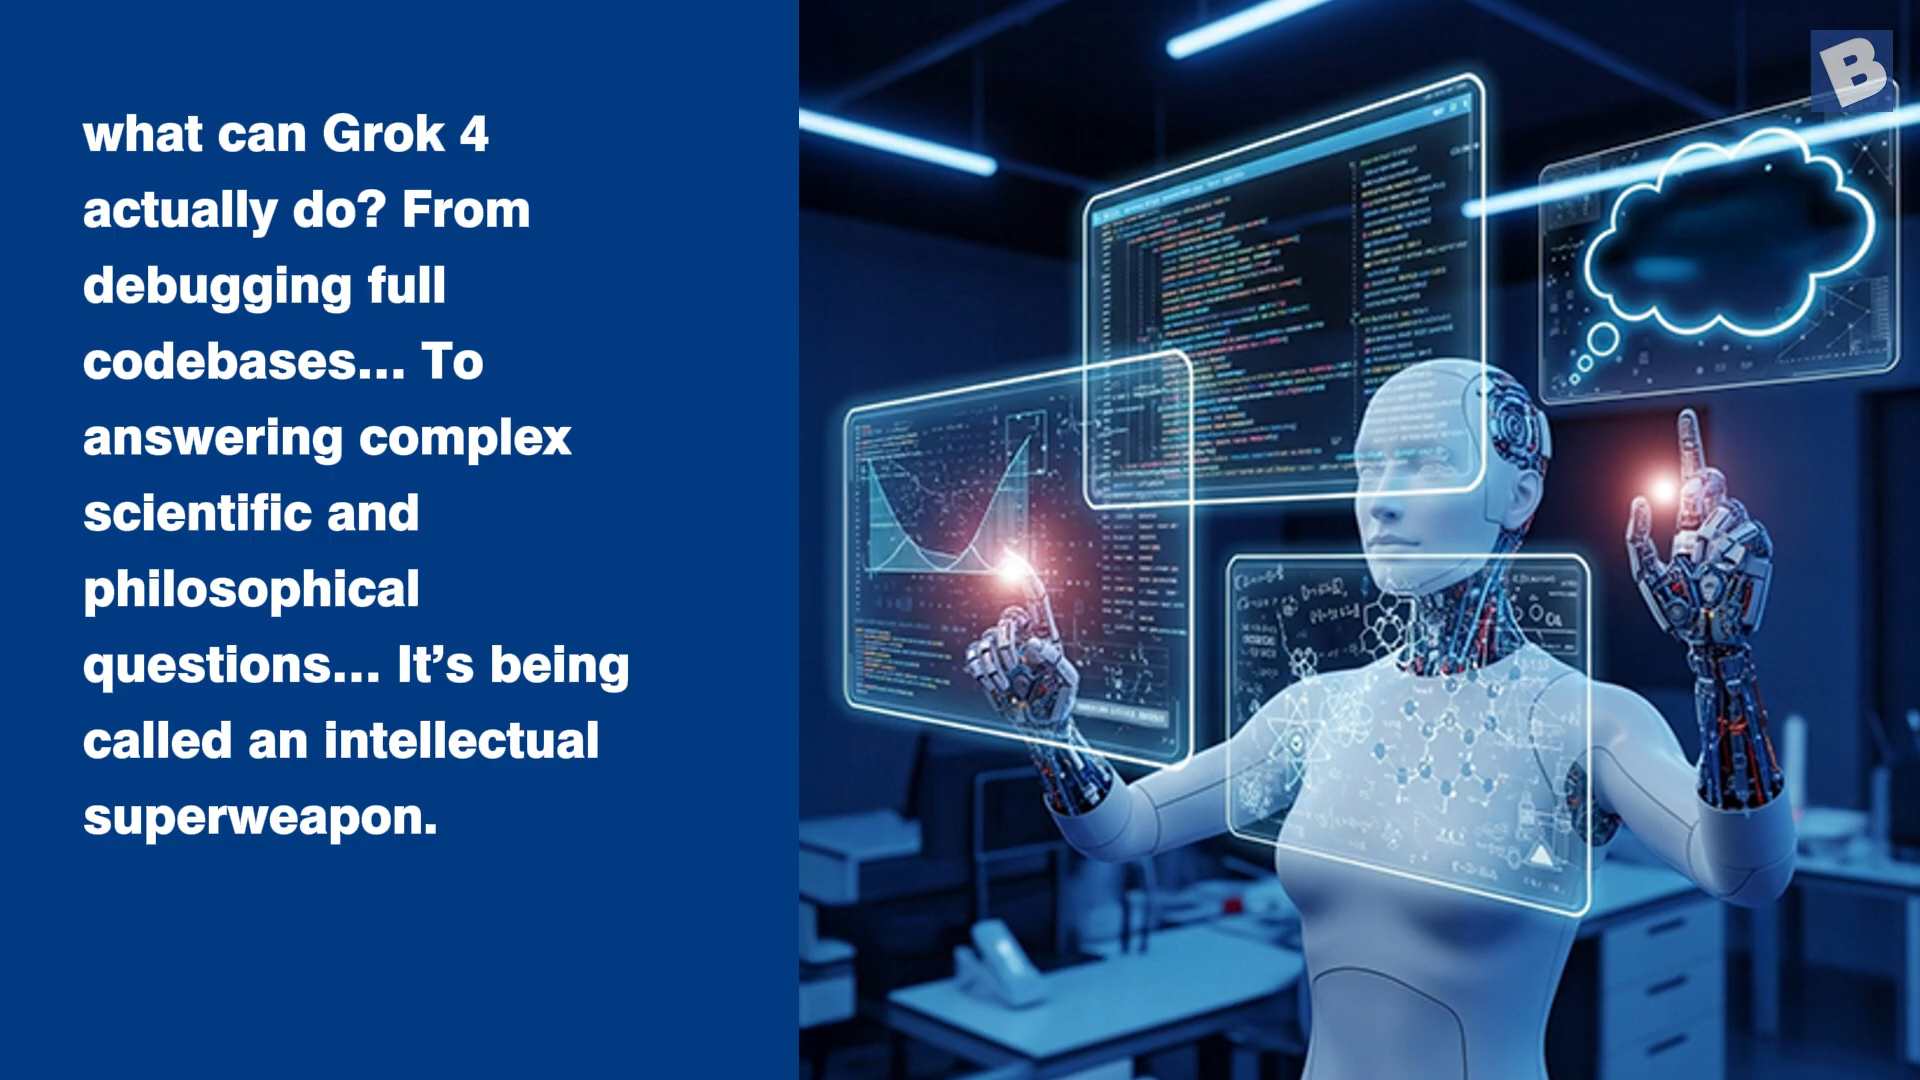 what can Grok 4
actually do? From
debugging full
codebases... To
answering complex
scientific and
philosophical
questions... It’s being
called an intellectual
superweapon.
B